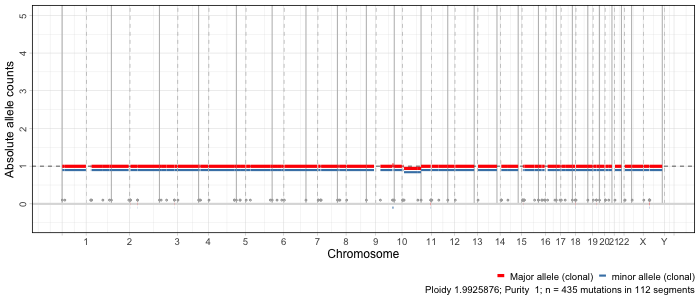 5
4
3
2
1
0
Absolute allele counts
1 2 3 4 5 6 7 8 9 10 11 12 13 14 15 16 17 18 19 20 21 22 X Y
Chromosome
Major allele (clonal) minor allele (clonal)
Ploidy 1.9925876; Purity 1; n = 435 mutations in 112 segments